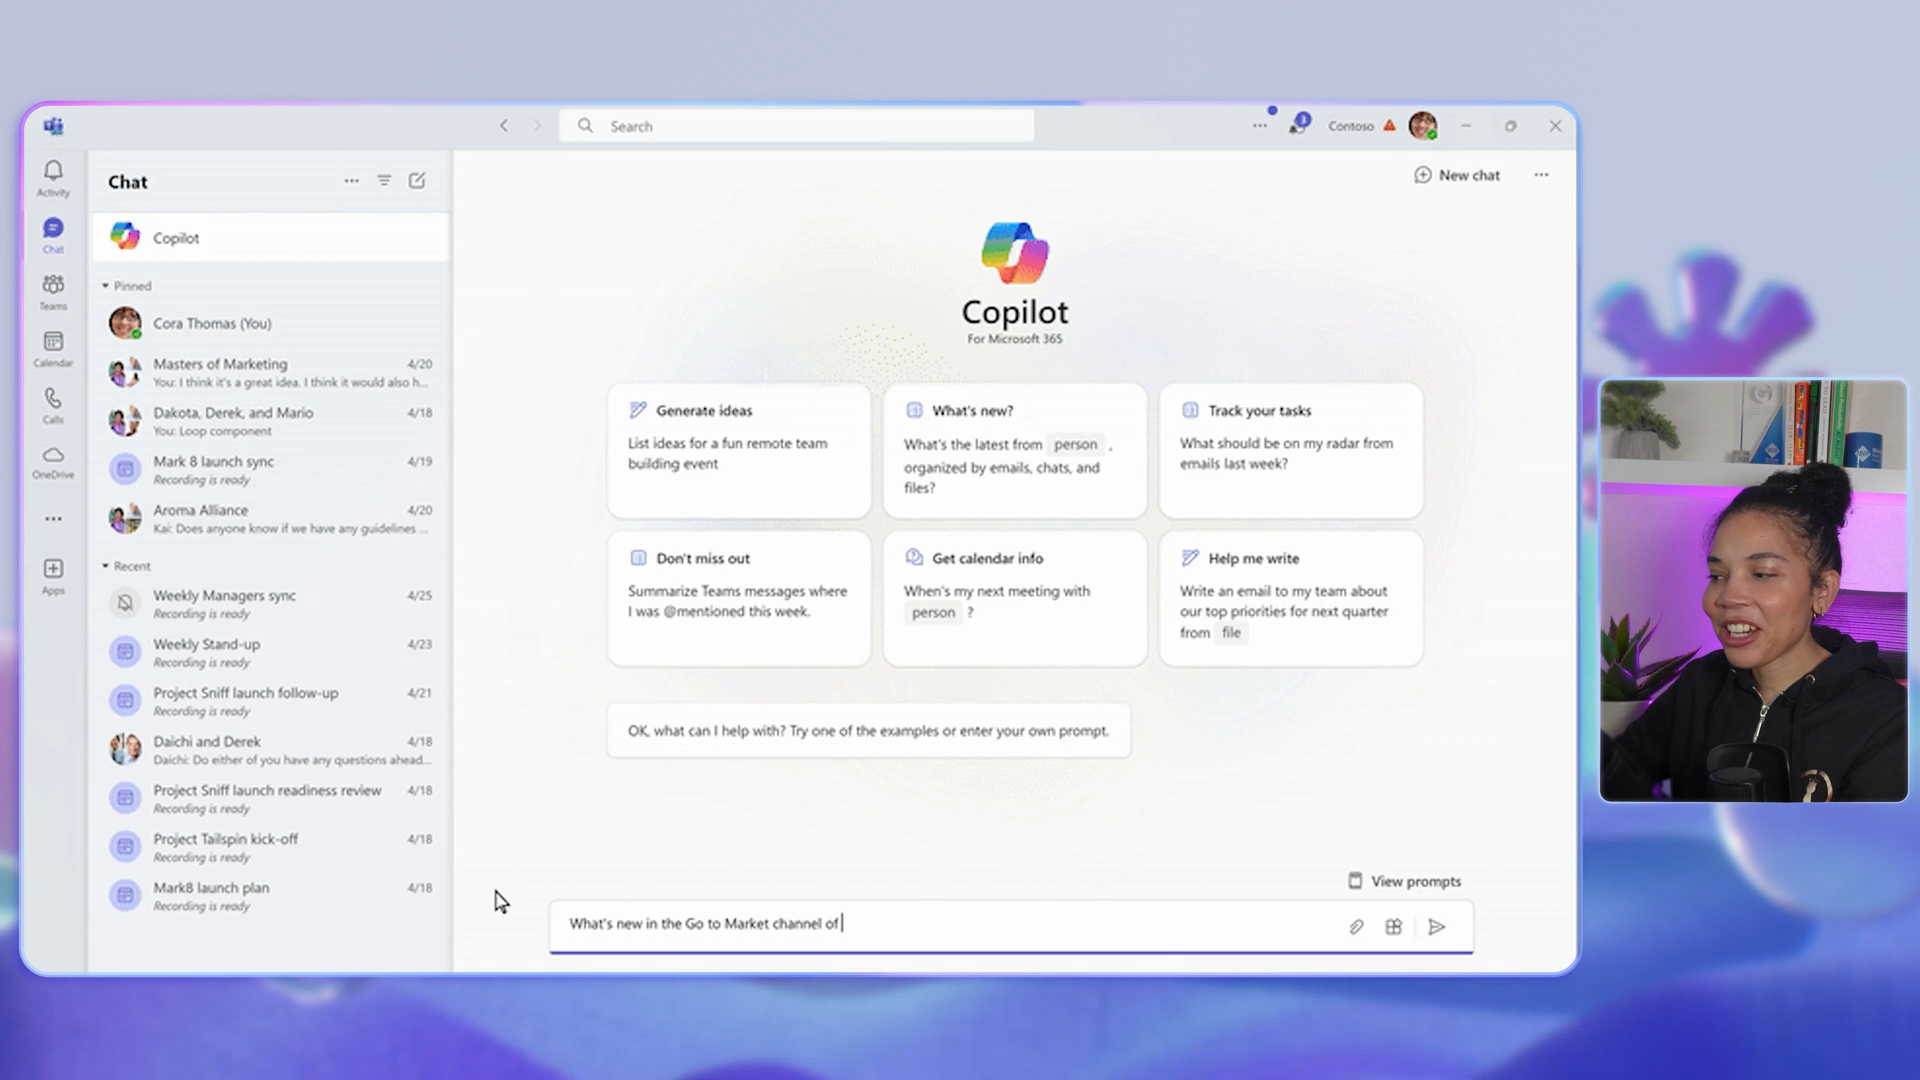 Search
Contoso
3
Activity
Chat
Teams
Calendar
Calls
OneDrive
Apps
Chat
Copilot
Pinned
Cora Thomas (You)
Masters of Marketing 4/20
You: I think it's a great idea. I think it would also h...
Dakota, Derek, and Mario 4/18
You: Loop component
Mark 8 launch sync 4/19
Recording is ready
Aroma Alliance 4/20
Kai: Does anyone know if we have any guidelines ...
Recent
Weekly Managers sync 4/25
Recording is ready
Weekly Stand-up 4/23
Recording is ready
Project Sniff launch follow-up 4/21
Recording is ready
Daichi and Derek 4/18
Daichi: Do either of you have any questions ahead...
Project Sniff launch readiness review 4/18
Recording is ready
Project Tailspin kick-off 4/18
Recording is ready
Mark8 launch plan 4/18
Recording is ready
New chat
Copilot
For Microsoft 365
Generate ideas
List ideas for a fun remote team
building event
What's new?
What's the latest from person ,
organized by emails, chats, and
files?
Track your tasks
What should be on my radar from
emails last week?
Don't miss out
Summarize Teams messages where
I was @mentioned this week.
Get calendar info
When's my next meeting with
person ?
Help me write
Write an email to my team about
our top priorities for next quarter
from file
OK, what can I help with? Try one of the examples or enter your own prompt.
View prompts
What's new in the Go to Market channel of